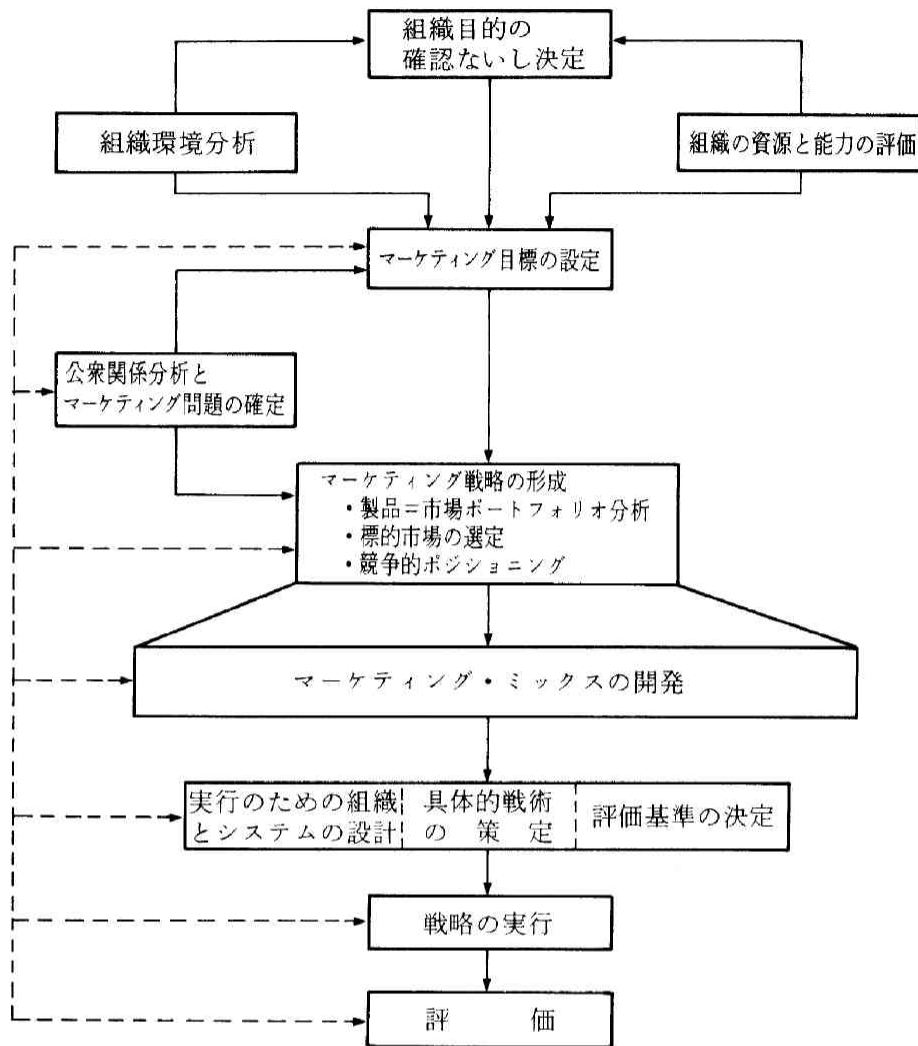 組織目的の
確認ないし決定
組織環境分析
組織の資源と能力の評価
マーケティング目標の設定
公衆関係分析と
マーケティング問題の確定
マーケティング戦略の形成
・製品＝市場ポートフォリオ分析
・標的市場の選定
・競争的ポジショニング
マーケティング・ミックスの開発
実行のための組織
とシステムの設計
具体的戦術
の策定
評価基準の決定
戦略の実行
評価